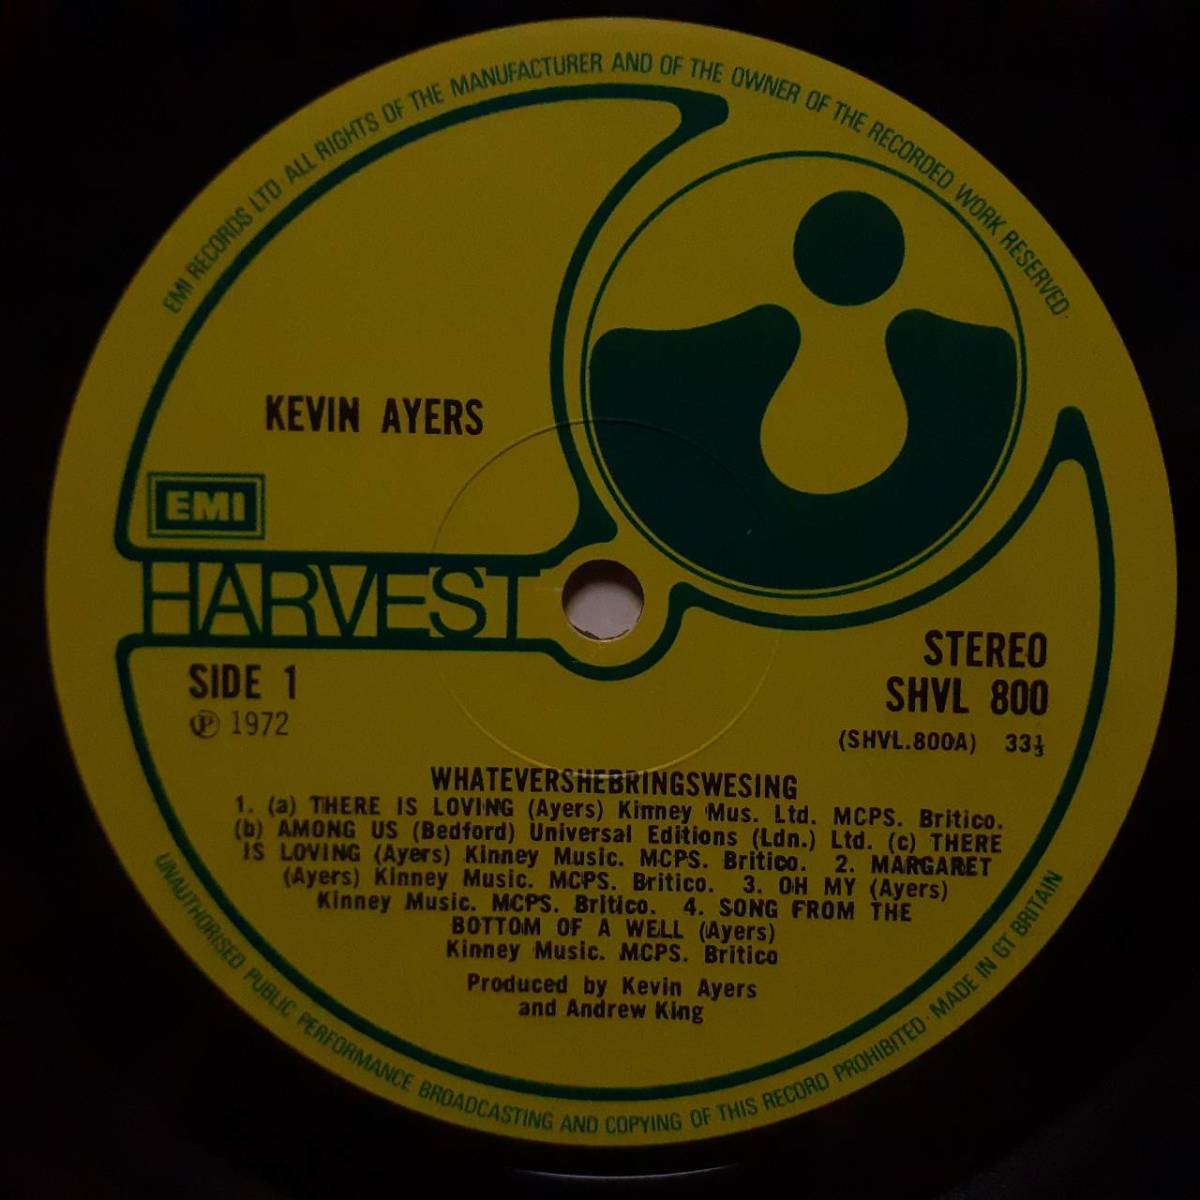 EMI RECORDS LTD ALL RIGHTS OF THE MANUFACTURER AND OF THE OWNER OF THE RECORDED WORK RESERVED·
KEVIN AYERS
EMI
HARVEST
SIDE 1
Ⓟ 1972
STEREO
SHVL 800
(SHVL.800A) 33⅓
WHATEVERSHEBRINGSWESING
1. (a) THERE IS LOVING (Ayers) Kinney Mus. Ltd. MCPS. Britico.
(b) AMONG US (Bedford) Universal Editions (Ldn.) Ltd. (c) THERE
IS LOVING (Ayers) Kinney Music. MCPS. Britico. 2. MARGARET
(Ayers) Kinney Music. MCPS. Britico. 3. OH MY (Ayers)
Kinney Music. MCPS. Britico. 4. SONG FROM THE
BOTTOM OF A WELL (Ayers)
Kinney Music. MCPS. Britico
Produced by Kevin Ayers
and Andrew King
UNAUTHORISED PUBLIC PERFORMANCE BROADCASTING AND COPYING OF THIS RECORD PROHIBITED· MADE IN GT BRITAIN